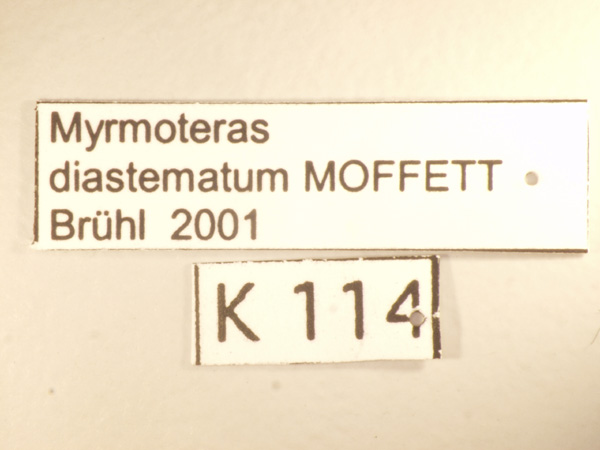 Myrmoteras
diastematum MOFFETT
Brühl 2001
K 114